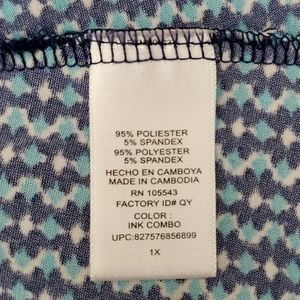 95% POLIESTER
5% SPANDEX
95% POLYESTER
5% SPANDEX
HECHO EN CAMBOYA
MADE IN CAMBODIA
RN 105543
FACTORY ID# QY
COLOR :
INK COMBO
UPC:827576856899
1X